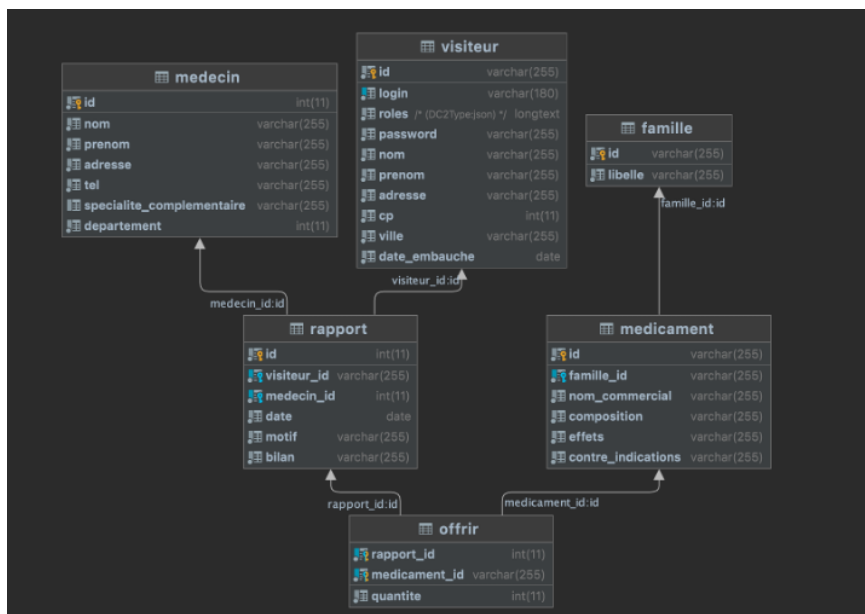 medecin
id int(11)
nom varchar(255)
prenom varchar(255)
adresse varchar(255)
tel varchar(255)
specialite_complementaire varchar(255)
departement int(11)
visiteur
id varchar(255)
login varchar(180)
roles /* (DC2Type:json) */ longtext
password varchar(255)
nom varchar(255)
prenom varchar(255)
adresse varchar(255)
cp int(11)
ville varchar(255)
date_embauche date
famille
id varchar(255)
libelle varchar(255)
famille_id:id
visiteur_id:id
medecin_id:id
rapport
id int(11)
visiteur_id varchar(255)
medecin_id int(11)
date date
motif varchar(255)
bilan varchar(255)
medicament
id varchar(255)
famille_id varchar(255)
nom_commercial varchar(255)
composition varchar(255)
effets varchar(255)
contre_indications varchar(255)
rapport_id:id
medicament_id:id
offrir
rapport_id int(11)
medicament_id varchar(255)
quantite int(11)